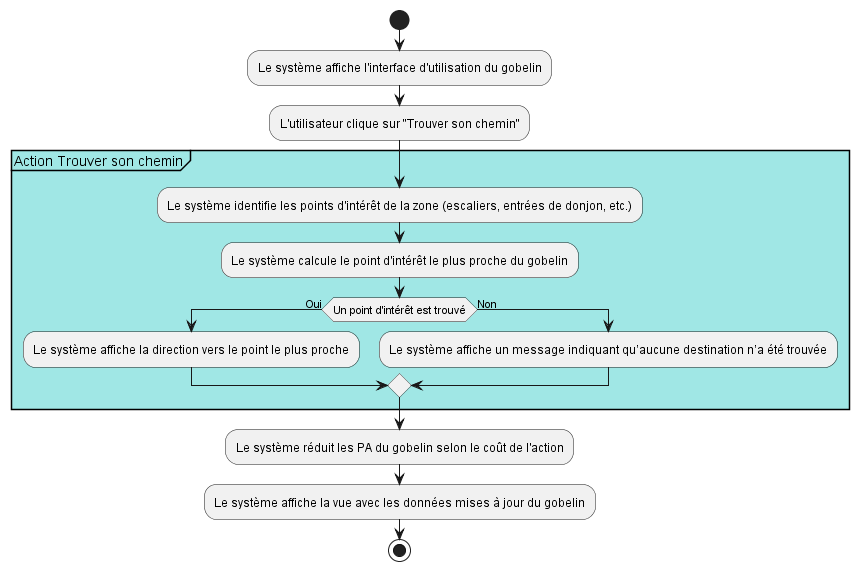 Le système affiche l'interface d'utilisation du gobelin
L'utilisateur clique sur "Trouver son chemin"
Action Trouver son chemin
Le système identifie les points d'intérêt de la zone (escaliers, entrées de donjon, etc.)
Le système calcule le point d'intérêt le plus proche du gobelin
Oui
Un point d'intérêt est trouvé
Non
Le système affiche la direction vers le point le plus proche
Le système affiche un message indiquant qu’aucune destination n’a été trouvée
Le système réduit les PA du gobelin selon le coût de l'action
Le système affiche la vue avec les données mises à jour du gobelin